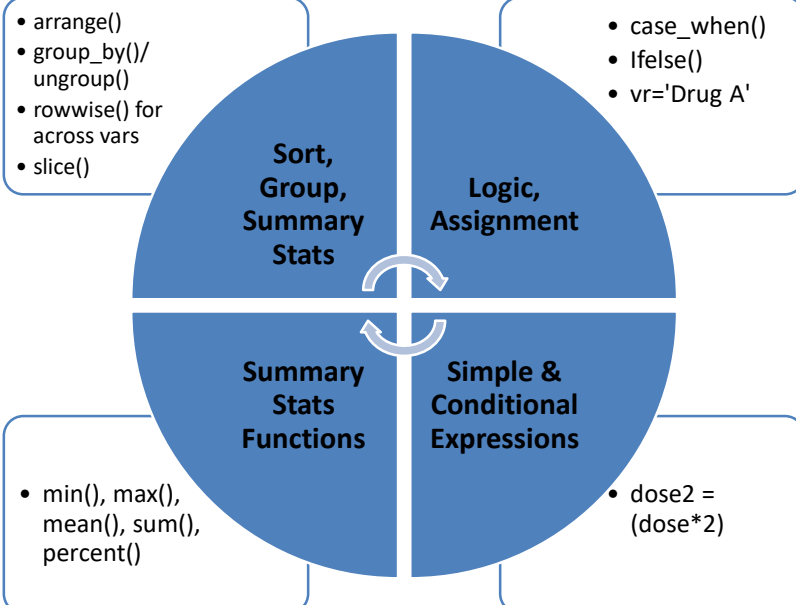 • arrange()
• group_by()/
ungroup()
• rowwise() for
across vars
• slice()
• case_when()
• Ifelse()
• vr='Drug A'
Sort,
Group,
Summary
Stats
Logic,
Assignment
Summary
Stats
Functions
Simple &
Conditional
Expressions
• min(), max(),
mean(), sum(),
percent()
• dose2 =
(dose*2)